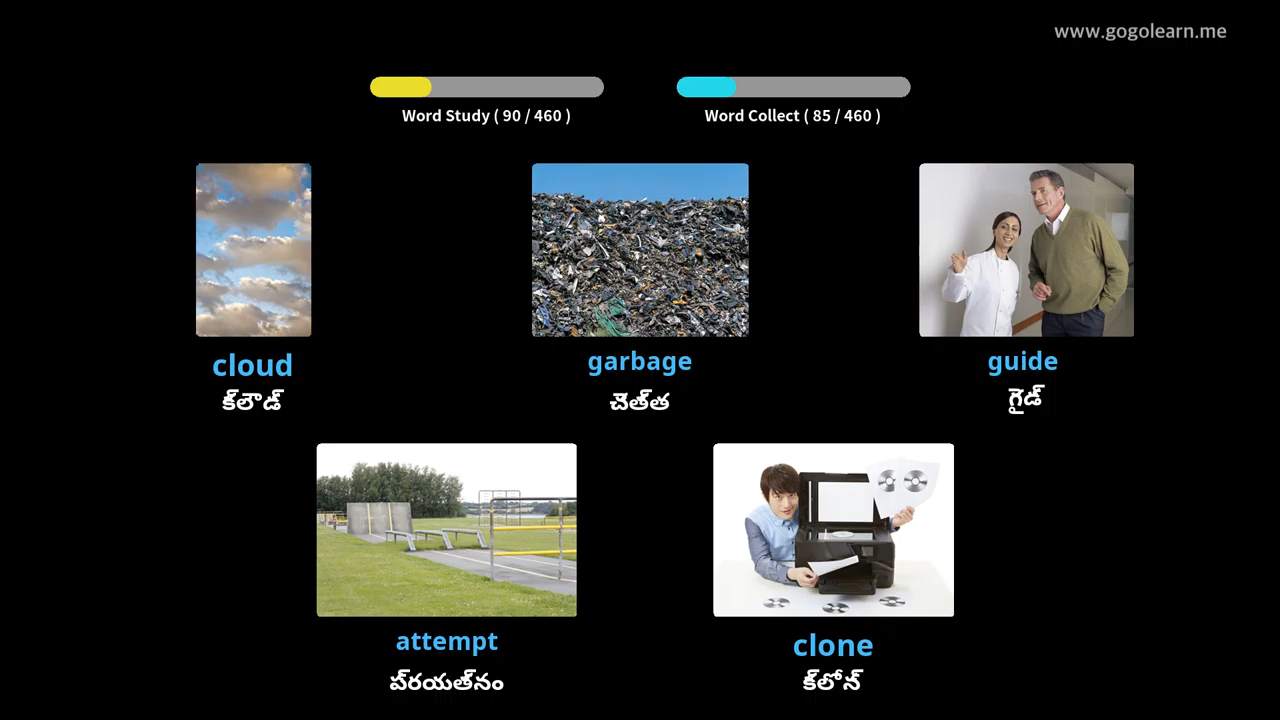 www.gogolearn.me
Word Study ( 90 / 460 )
Word Collect ( 85 / 460 )
cloud
garbage
guide
క్‌లౌడ్
చెత్‌త
గైడ్
attempt
clone
ప్‌రయత్‌నం
క్‌లోన్